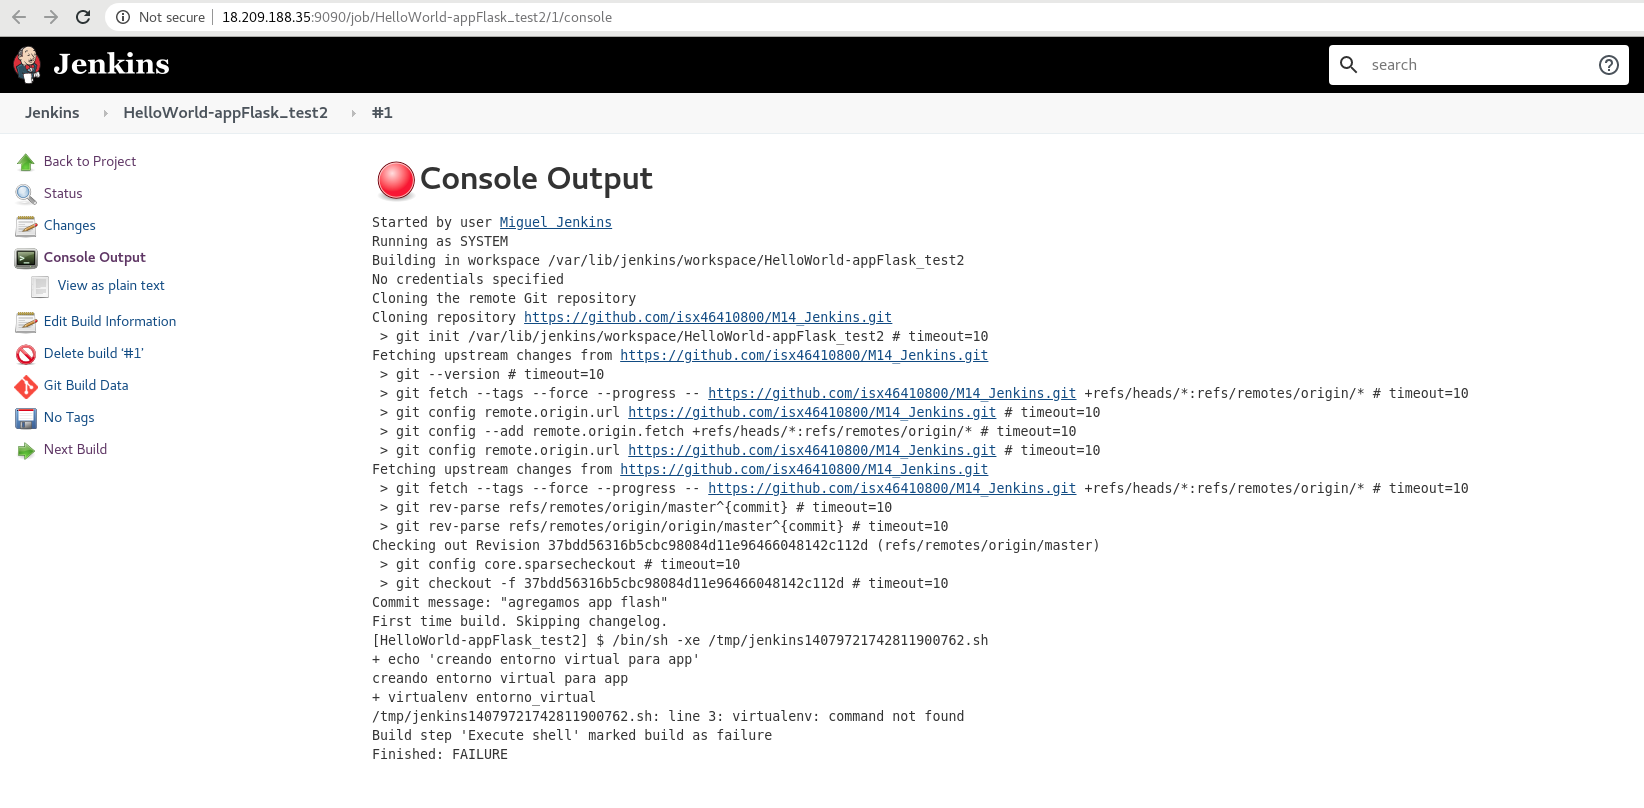 Not secure | 18.209.188.35:9090/job/HelloWorld-appFlask_test2/1/console
Jenkins
search
Jenkins HelloWorld-appFlask_test2 #1
Back to Project
Status
Changes
Console Output
View as plain text
Edit Build Information
Delete build ‘#1’
Git Build Data
No Tags
Next Build
Console Output
Started by user Miguel Jenkins
Running as SYSTEM
Building in workspace /var/lib/jenkins/workspace/HelloWorld-appFlask_test2
No credentials specified
Cloning the remote Git repository
Cloning repository https://github.com/isx46410800/M14_Jenkins.git
 > git init /var/lib/jenkins/workspace/HelloWorld-appFlask_test2 # timeout=10
Fetching upstream changes from https://github.com/isx46410800/M14_Jenkins.git
 > git --version # timeout=10
 > git fetch --tags --force --progress -- https://github.com/isx46410800/M14_Jenkins.git +refs/heads/*:refs/remotes/origin/* # timeout=10
 > git config remote.origin.url https://github.com/isx46410800/M14_Jenkins.git # timeout=10
 > git config --add remote.origin.fetch +refs/heads/*:refs/remotes/origin/* # timeout=10
 > git config remote.origin.url https://github.com/isx46410800/M14_Jenkins.git # timeout=10
Fetching upstream changes from https://github.com/isx46410800/M14_Jenkins.git
 > git fetch --tags --force --progress -- https://github.com/isx46410800/M14_Jenkins.git +refs/heads/*:refs/remotes/origin/* # timeout=10
 > git rev-parse refs/remotes/origin/master^{commit} # timeout=10
 > git rev-parse refs/remotes/origin/origin/master^{commit} # timeout=10
Checking out Revision 37bdd56316b5cbc98084d11e96466048142c112d (refs/remotes/origin/master)
 > git config core.sparsecheckout # timeout=10
 > git checkout -f 37bdd56316b5cbc98084d11e96466048142c112d # timeout=10
Commit message: "agregamos app flash"
First time build. Skipping changelog.
[HelloWorld-appFlask_test2] $ /bin/sh -xe /tmp/jenkins14079721742811900762.sh
+ echo 'creando entorno virtual para app'
creando entorno virtual para app
+ virtualenv entorno_virtual
/tmp/jenkins14079721742811900762.sh: line 3: virtualenv: command not found
Build step 'Execute shell' marked build as failure
Finished: FAILURE